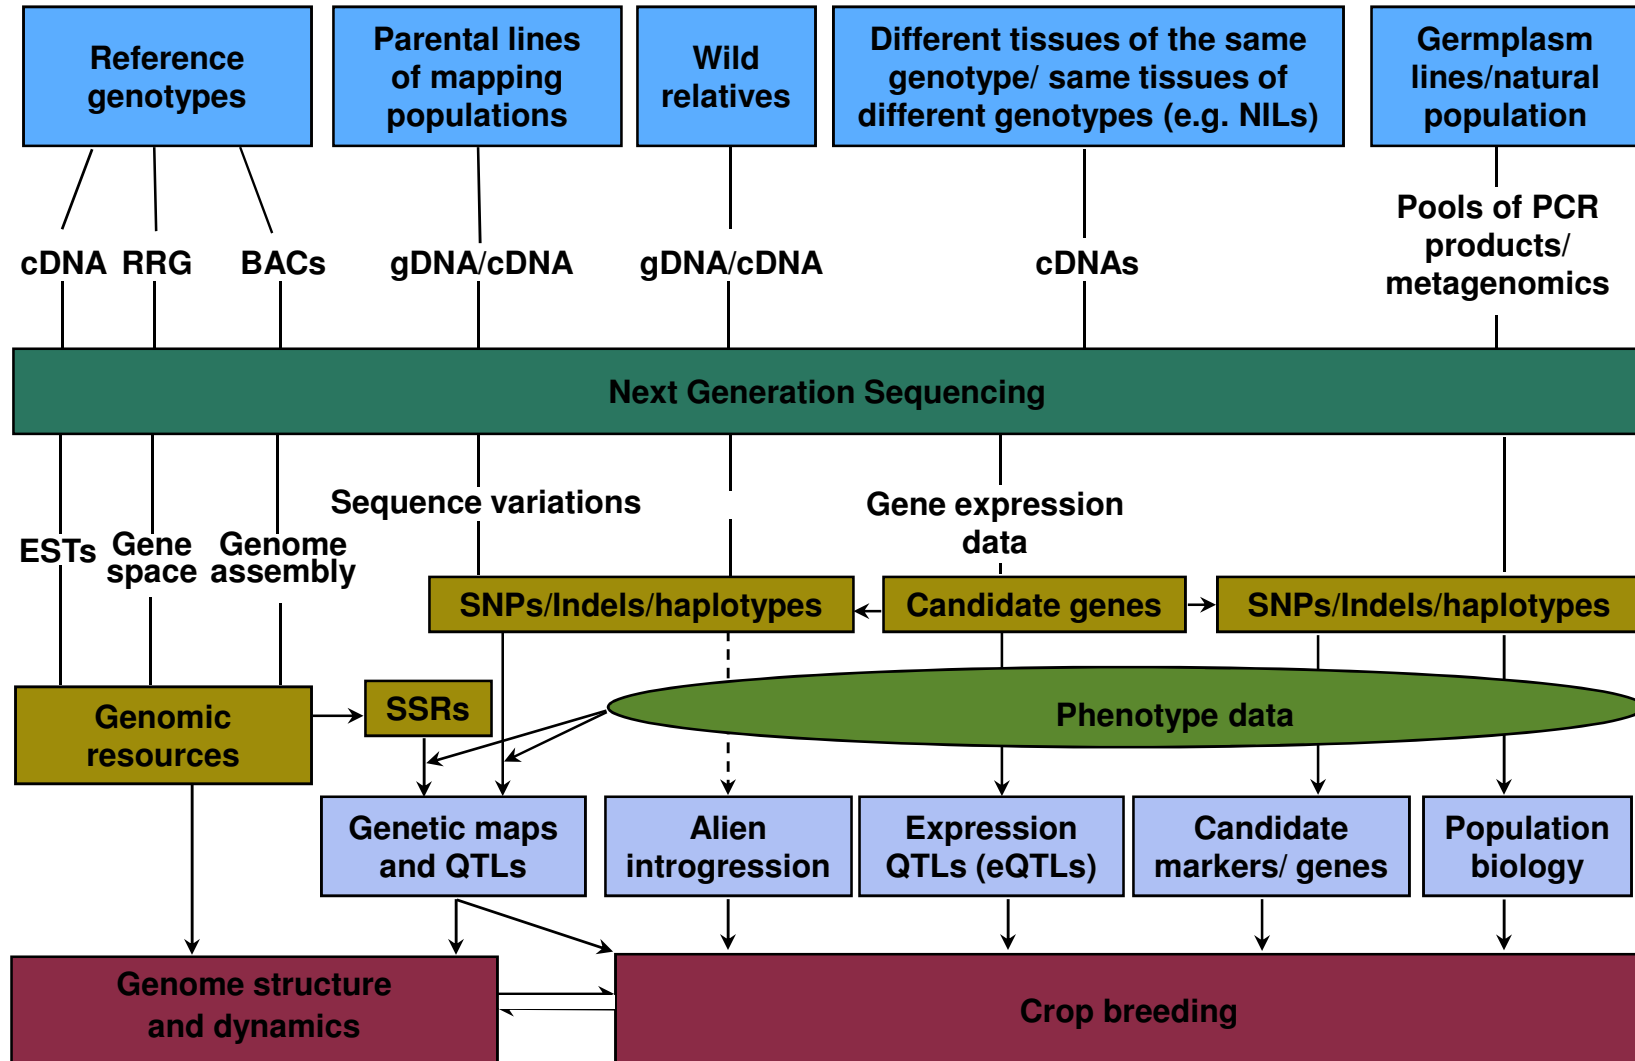 Reference
genotypes
Parental lines
of mapping
populations
Wild
relatives
Different tissues of the same
genotype/ same tissues of
different genotypes (e.g. NILs)
Germplasm
lines/natural
population
cDNA
RRG
BACs
gDNA/cDNA
gDNA/cDNA
cDNAs
Pools of PCR
products/
metagenomics
Next Generation Sequencing
ESTs
Gene
space
Genome
assembly
Sequence variations
Gene expression
data
SNPs/Indels/haplotypes
Candidate genes
SNPs/Indels/haplotypes
Genomic
resources
SSRs
Phenotype data
Genetic maps
and QTLs
Alien
introgression
Expression
QTLs (eQTLs)
Candidate
markers/ genes
Population
biology
Genome structure
and dynamics
Crop breeding